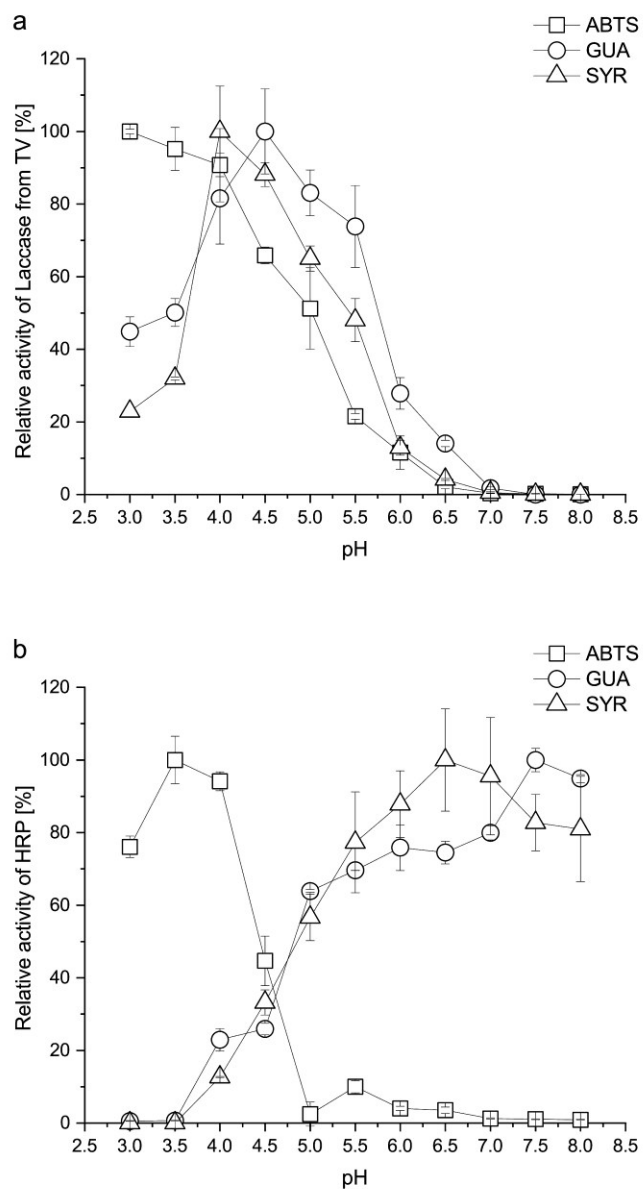 a
ABTS
GUA
SYR
Relative activity of Laccase from TV [%]
120
100
80
60
40
20
0
2.5 3.0 3.5 4.0 4.5 5.0 5.5 6.0 6.5 7.0 7.5 8.0 8.5
pH
b
ABTS
GUA
SYR
Relative activity of HRP [%]
120
100
80
60
40
20
0
2.5 3.0 3.5 4.0 4.5 5.0 5.5 6.0 6.5 7.0 7.5 8.0 8.5
pH